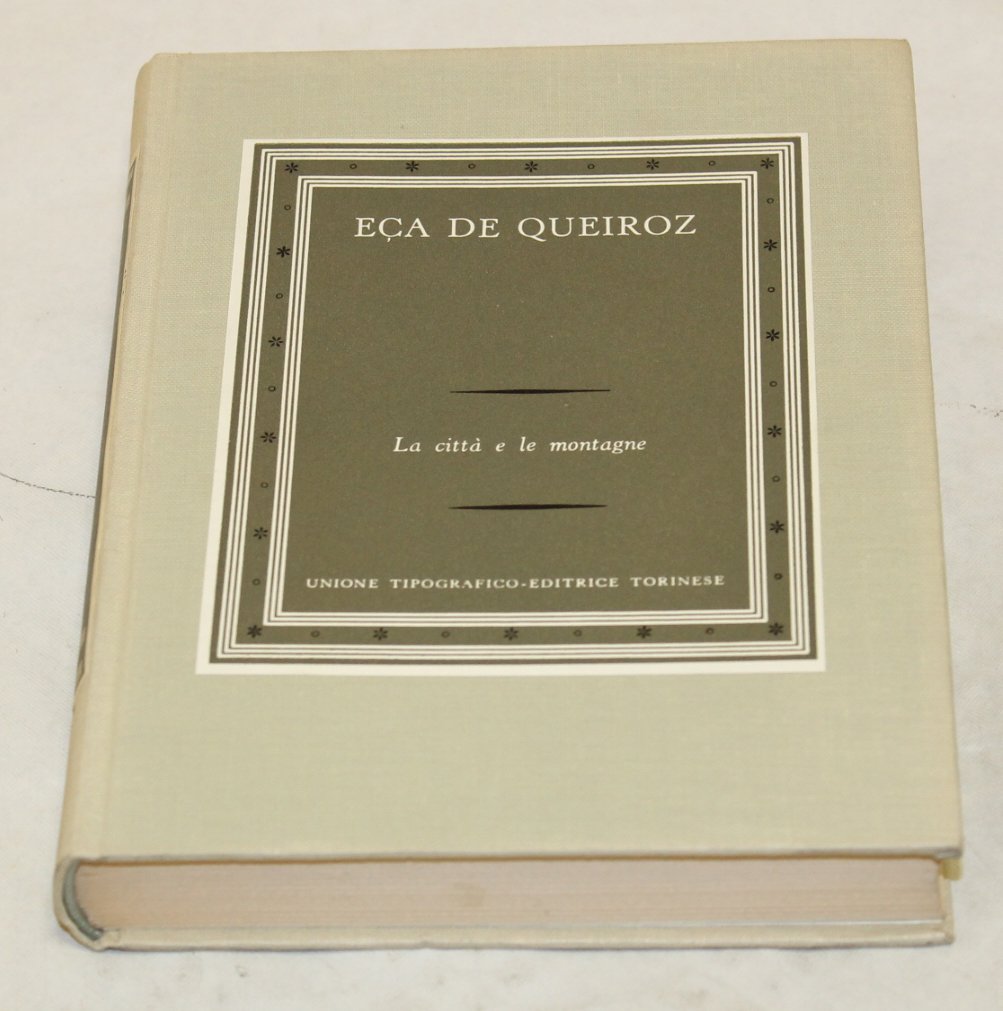 EÇA DE QUEIROZ
La città e le montagne
UNIONE TIPOGRAFICO-EDITRICE TORINESE